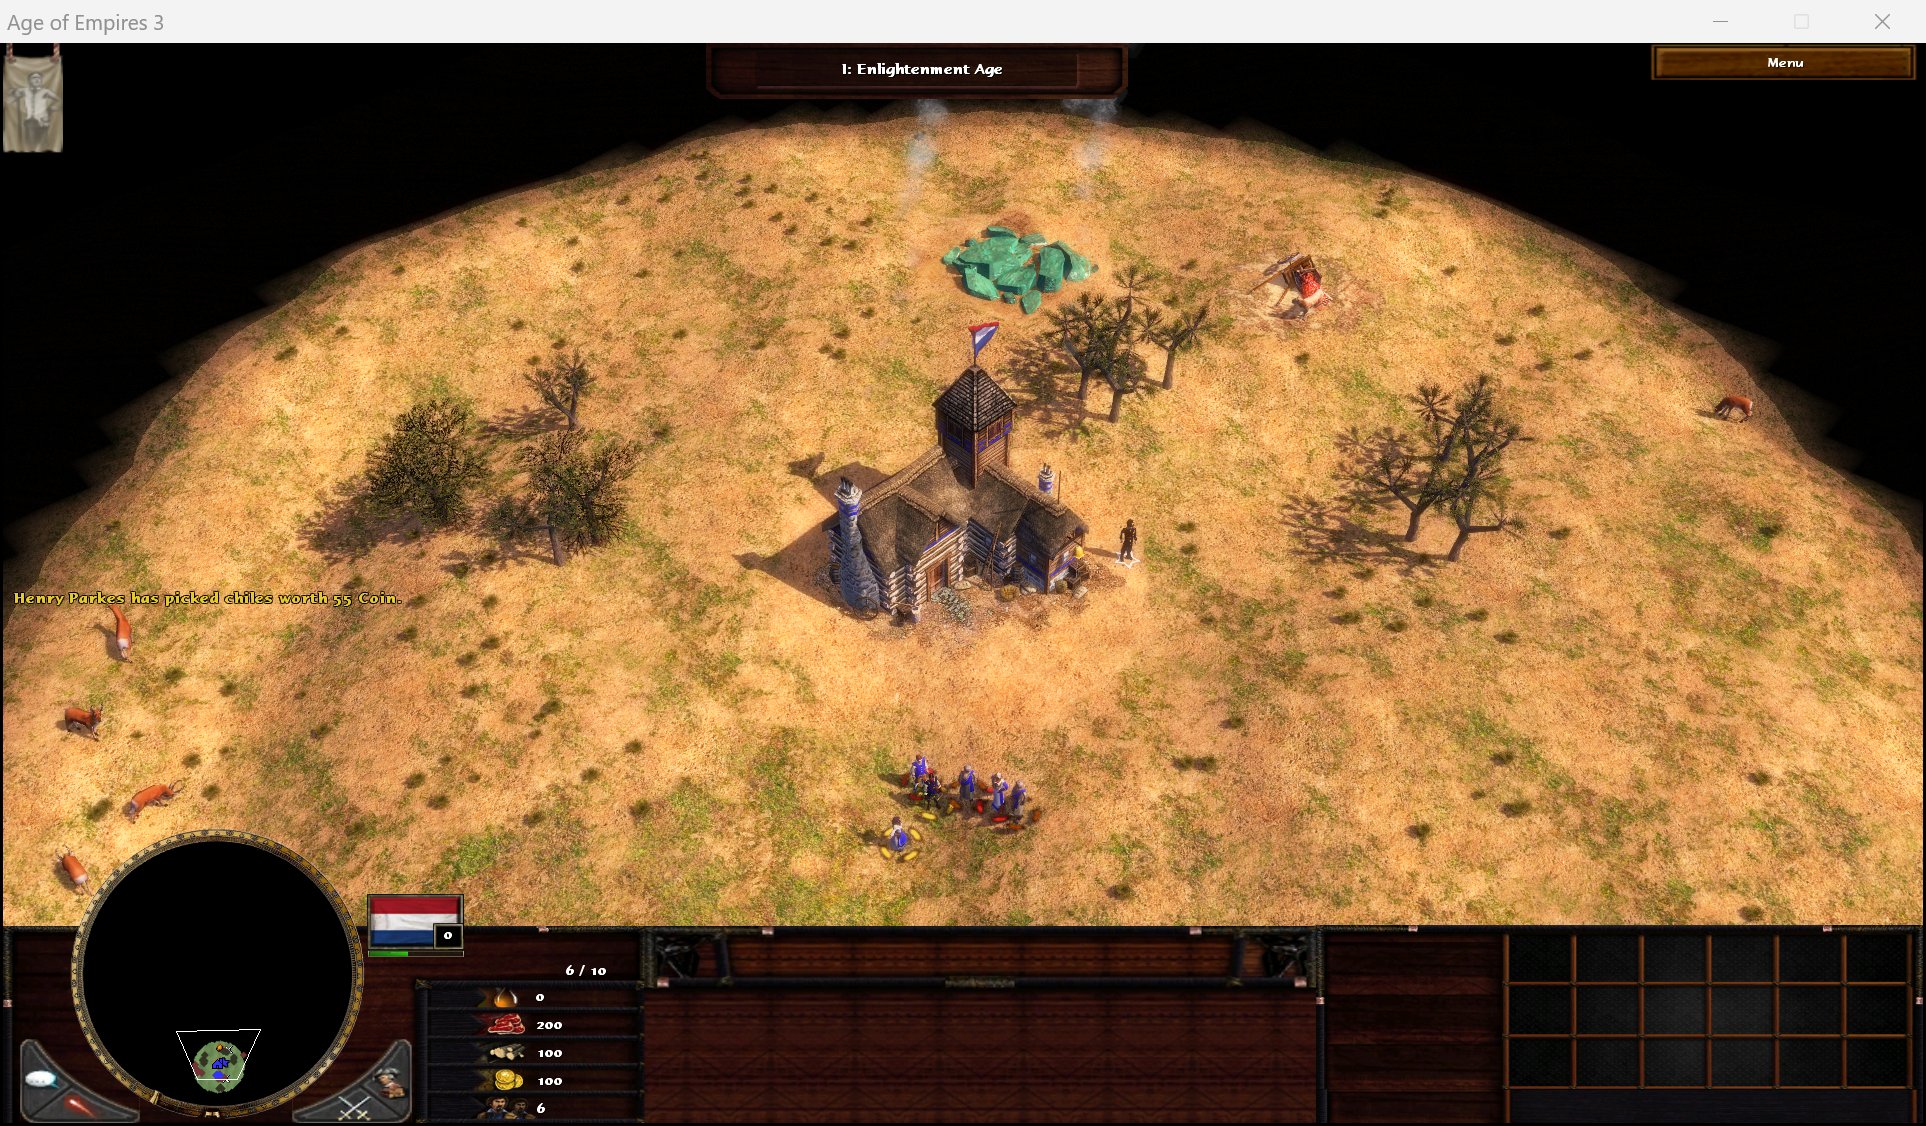 Age of Empires 3
1: Enlightenment Age
Menu
Henry Parkes has picked chiles worth 55 Coin.
0
6 / 10
0
200
100
100
6